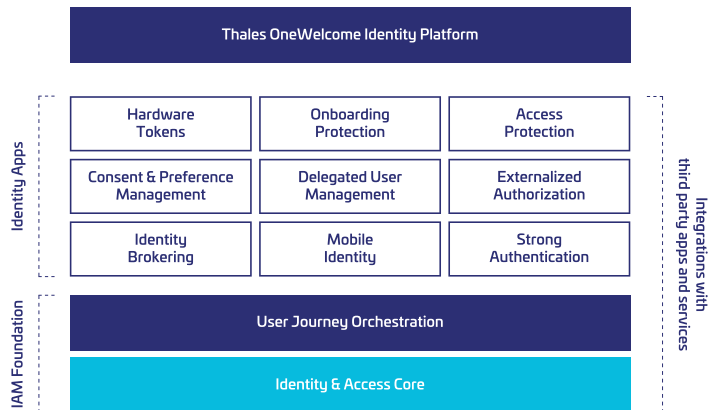 Thales OneWelcome Identity Platform
Identity Apps
Hardware
Tokens
Onboarding
Protection
Access
Protection
Consent & Preference
Management
Delegated User
Management
Externalized
Authorization
Identity
Brokering
Mobile
Identity
Strong
Authentication
Integrations with
third party apps and services
IAM Foundation
User Journey Orchestration
Identity & Access Core